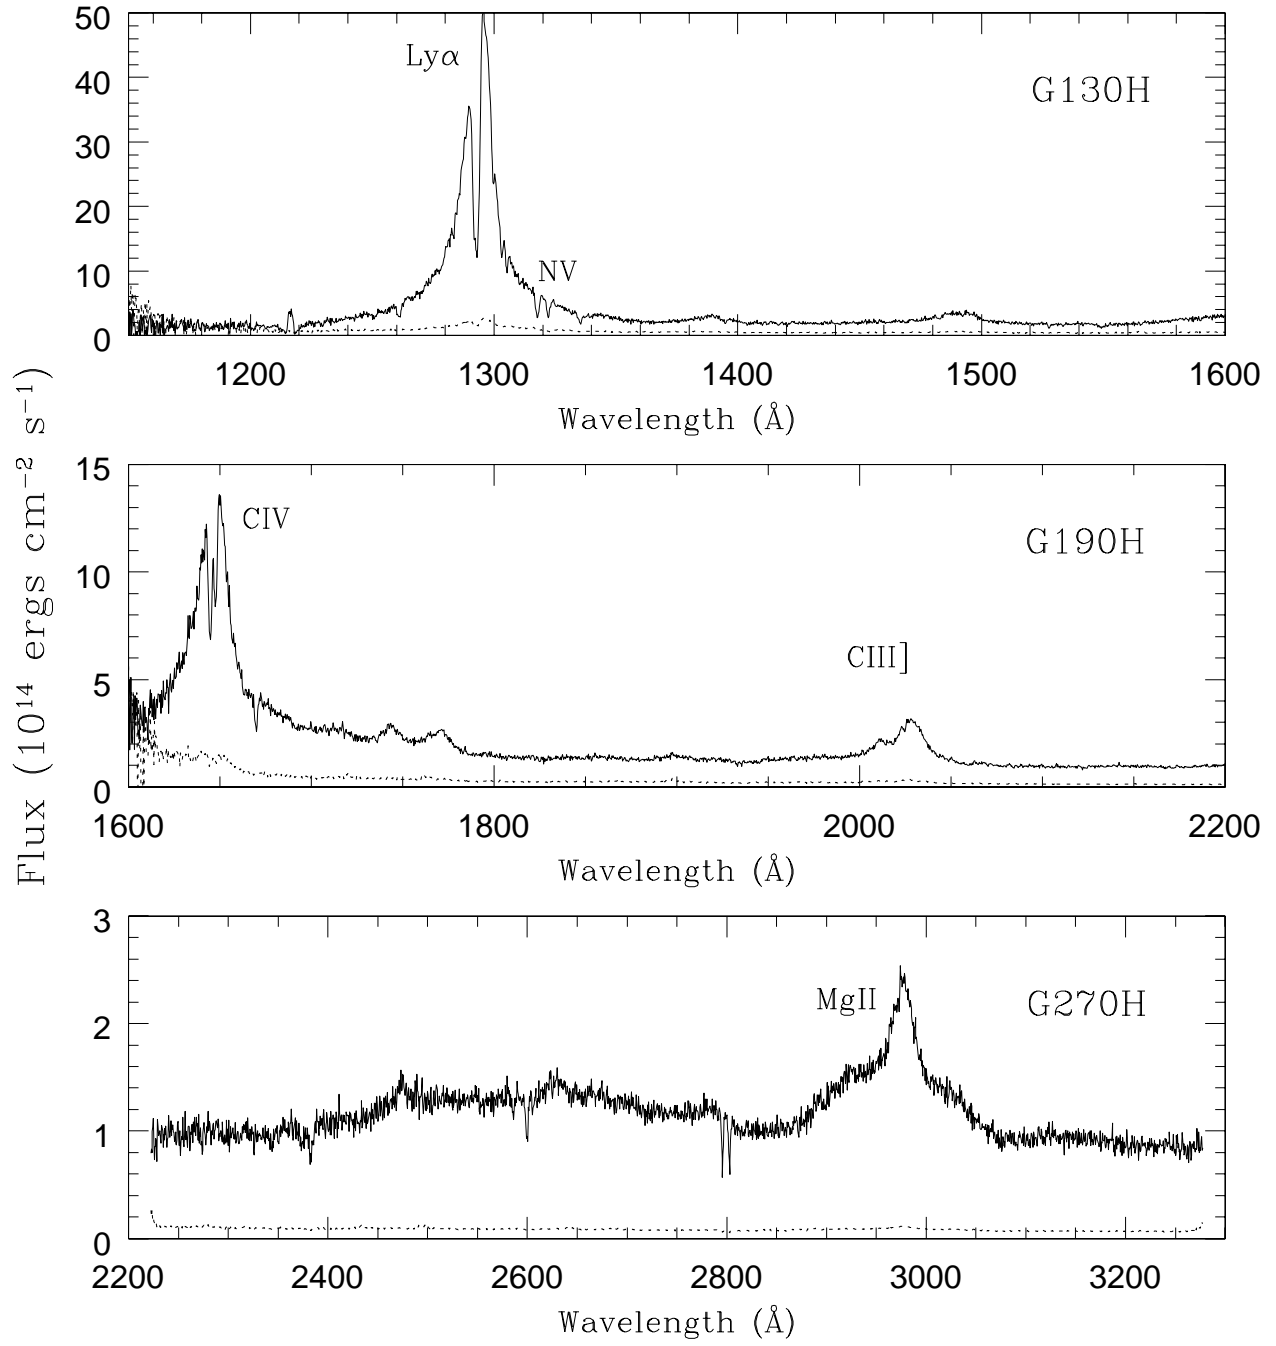 50
40
30
20
10
0
Lyα
NV
G130H
1200 1300 1400 1500 1600
Wavelength (Å)
Flux (10¹⁴ ergs cm⁻² s⁻¹)
15
10
5
0
CIV
CIII]
G190H
1600 1800 2000 2200
Wavelength (Å)
3
2
1
0
MgII
G270H
2200 2400 2600 2800 3000 3200
Wavelength (Å)